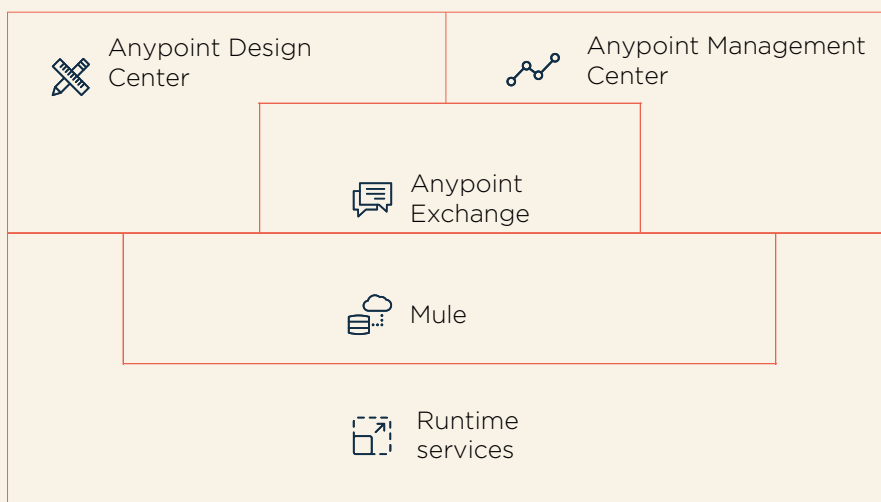 Anypoint Design
Center
Anypoint Management
Center
Anypoint
Exchange
Mule
Runtime
services